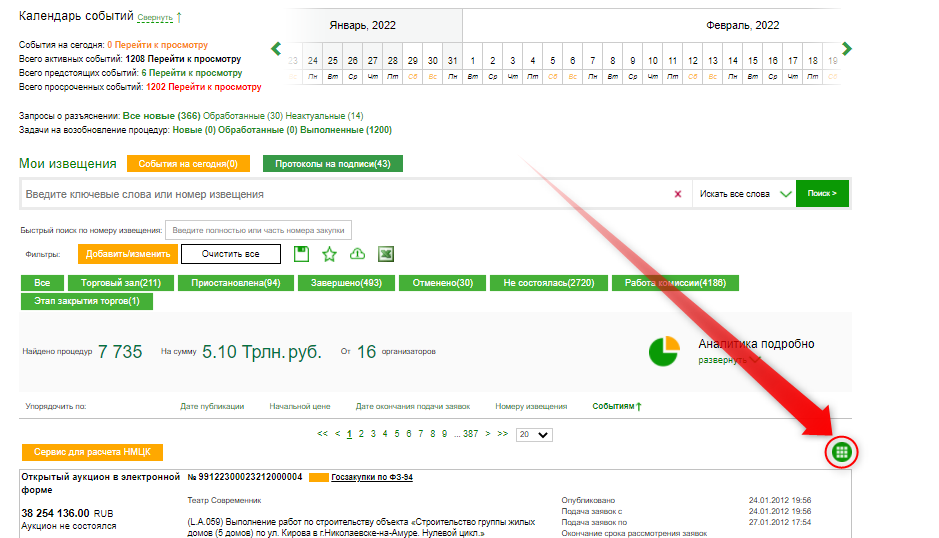 Календарь событий Свернуть ↑
События на сегодня: 0 Перейти к просмотру
Всего активных событий: 1208 Перейти к просмотру
Всего предстоящих событий: 6 Перейти к просмотру
Всего просроченных событий: 1202 Перейти к просмотру
Январь, 2022 Февраль, 2022
23 24 25 26 27 28 29 30 31 1 2 3 4 5 6 7 8 9 10 11 12 13 14 15 16 17 18 19
Пн Вт Ср Чт Пт Сб Вс Пн Вт Ср Чт Пт Сб Вс Пн Вт Ср Чт Пт Сб Вс Пн Вт Ср Чт Пт Сб
Запросы о разъяснении: Все новые (366) Обработанные (30) Неактуальные (14)
Задачи на возобновление процедур: Новые (0) Обработанные (0) Выполненные (1200)
Мои извещения События на сегодня(0) Протоколы на подписи(43)
Введите ключевые слова или номер извещения x Искать все слова Поиск >
Быстрый поиск по номеру извещения: Введите полностью или часть номера закупки
Фильтры: Добавить/изменить Очистить все
Все Торговый зал(211) Приостановлена(94) Завершено(493) Отменено(30) Не состоялась(2720) Работа комиссии(4186)
Этап закрытия торгов(1)
Найдено процедур 7 735 На сумму 5.10 Трлн. руб. От 16 организаторов
Аналитика подробно
развернуть
Упорядочить по: Дате публикации Начальной цене Дате окончания подачи заявок Номеру извещения Событиям ↑
<< < 1 2 3 4 5 6 7 8 9 ... 387 > >> 20
Сервис для расчета НМЦК
Открытый аукцион в электронной форме
38 254 136.00 RUB
Аукцион не состоялся
№ 99122300023212000004 Госзакупки по ФЗ-94
Театр Современник
(L.A.059) Выполнение работ по строительству объекта «Строительство группы жилых
домов (5 домов) по ул. Кирова в г.Николаевске-на-Амуре. Нулевой цикл.»
Опубликовано 24.01.2012 19:56
Подача заявок с 24.01.2012 19:56
Подача заявок по 27.01.2012 17:54
Окончание срока рассмотрения заявок